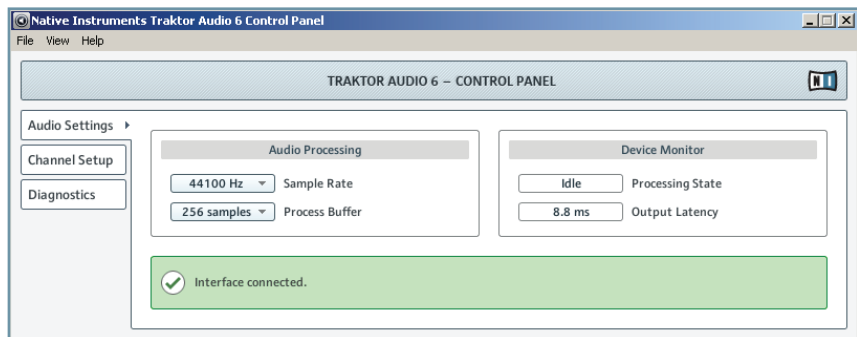 Native Instruments Traktor Audio 6 Control Panel
File View Help
TRAKTOR AUDIO 6 – CONTROL PANEL
NI
Audio Settings
Channel Setup
Diagnostics
Audio Processing
44100 Hz Sample Rate
256 samples Process Buffer
Device Monitor
Idle Processing State
8.8 ms Output Latency
Interface connected.